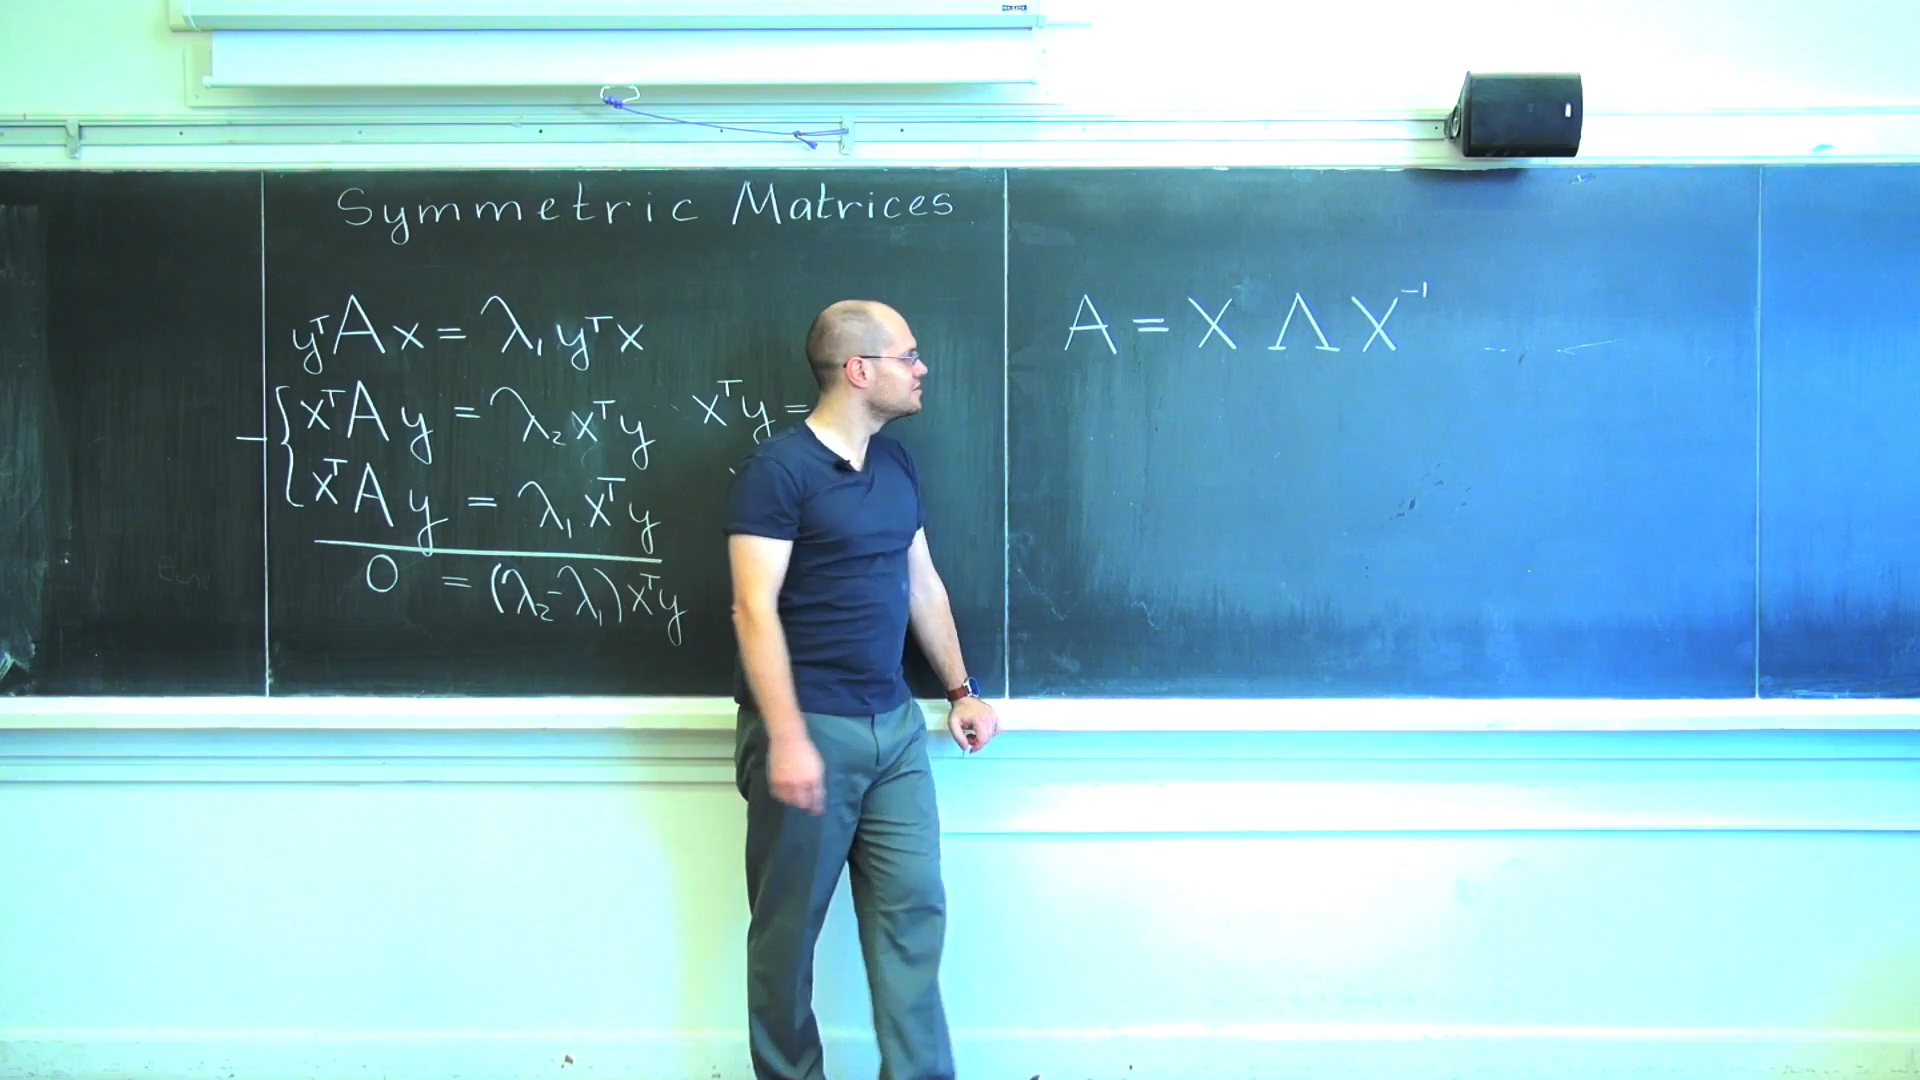 Symmetric Matrices
yᵀAx = λ₁yᵀx
xᵀAy = λ₂xᵀy xᵀy =
xᵀAy = λ₁xᵀy
0 = (λ₂-λ₁)xᵀy
A = X Λ X⁻¹